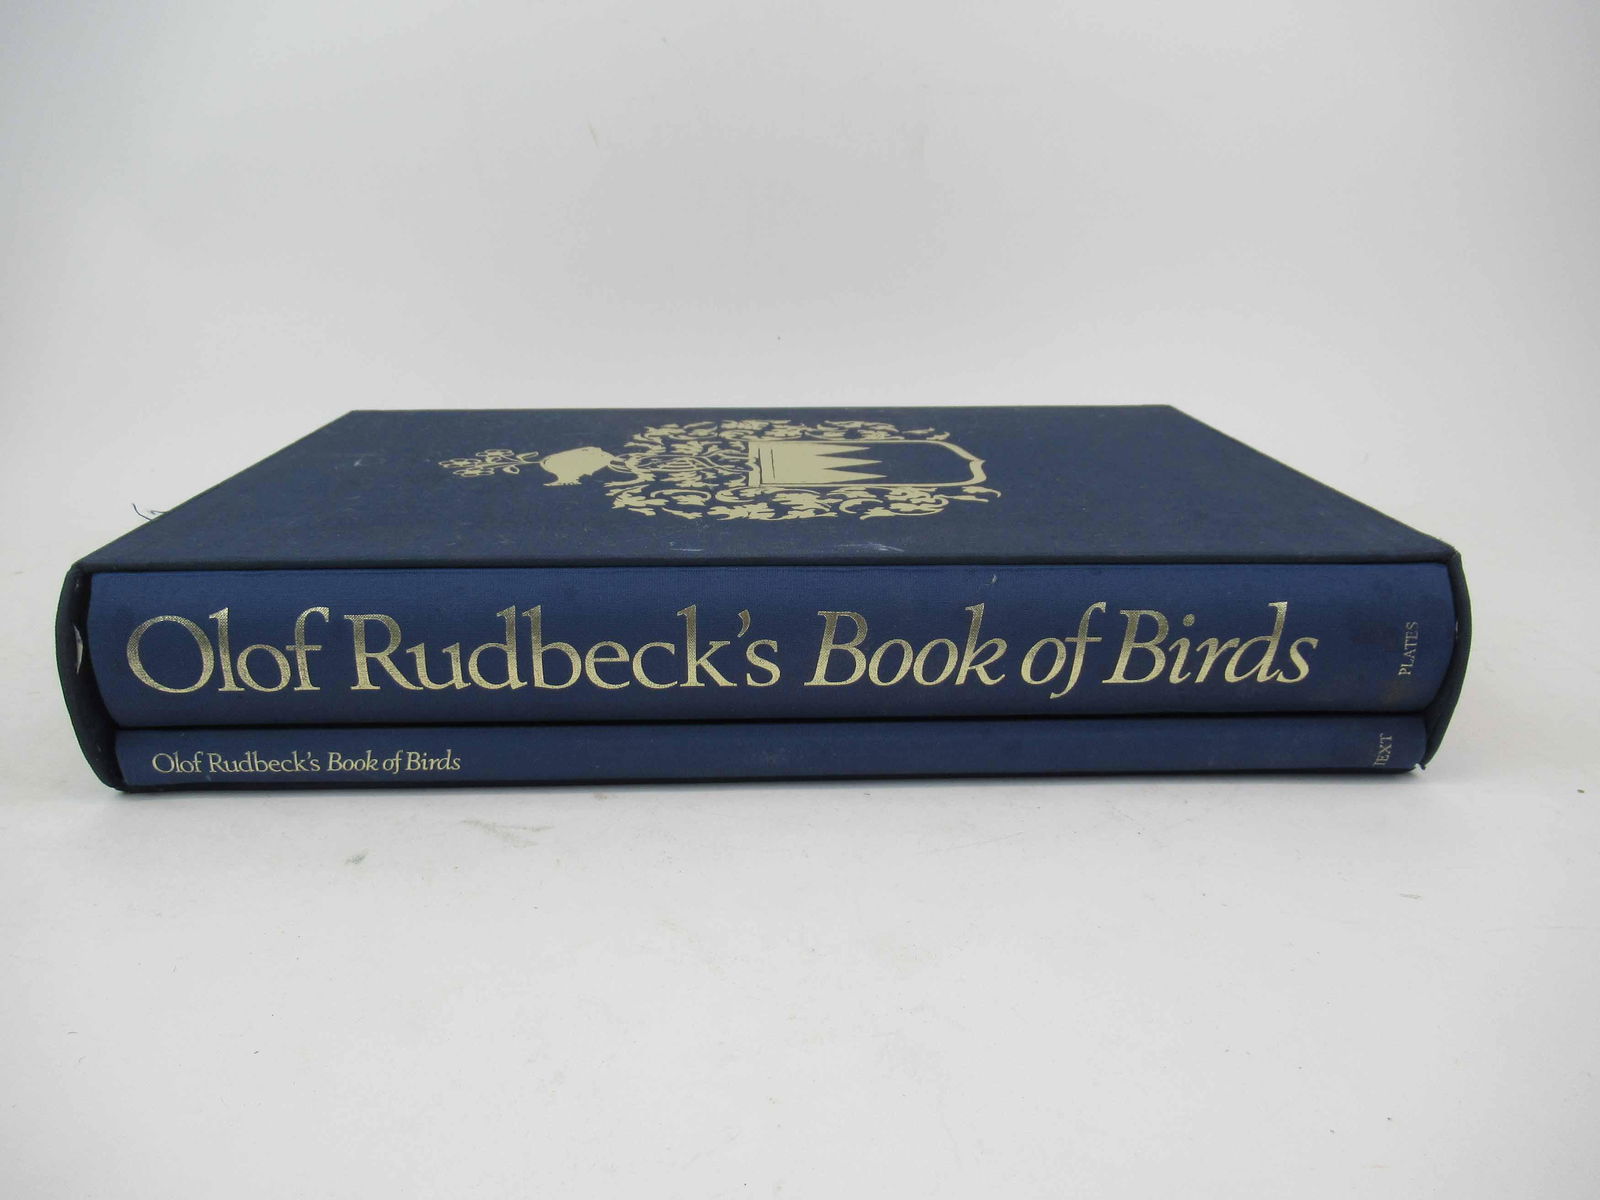 Olof Rudbeck's Book of Birds
PLATES
Olof Rudbeck's Book of Birds
TEXT